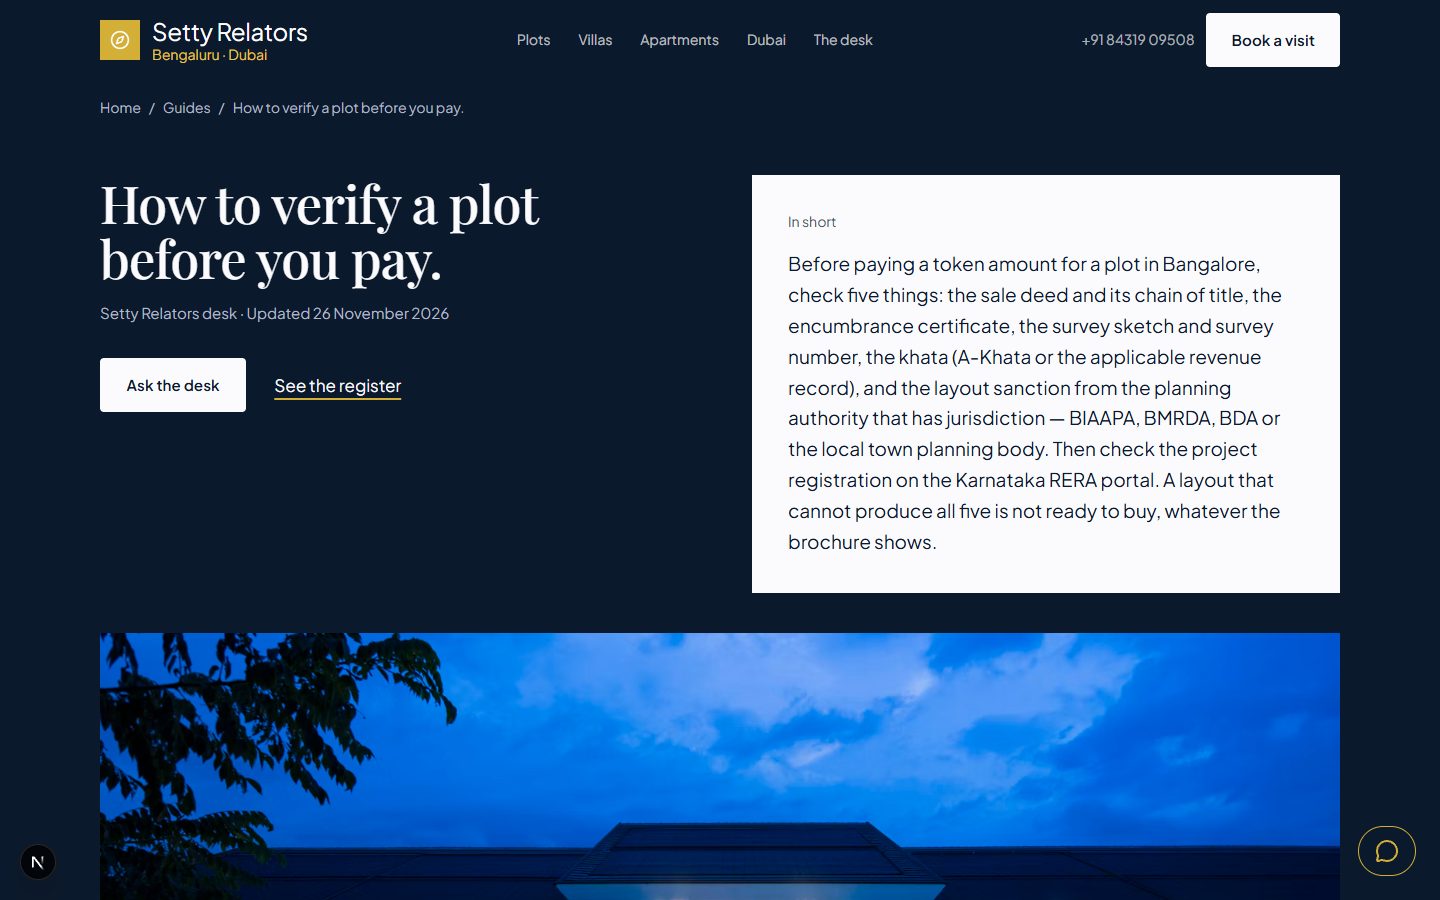 Setty Relators
Bengaluru · Dubai
Plots
Villas
Apartments
Dubai
The desk
+91 84319 09508
Book a visit
Home / Guides / How to verify a plot before you pay.
How to verify a plot
before you pay.
Setty Relators desk · Updated 26 November 2026
Ask the desk
See the register
In short
Before paying a token amount for a plot in Bangalore,
check five things: the sale deed and its chain of title, the
encumbrance certificate, the survey sketch and survey
number, the khata (A-Khata or the applicable revenue
record), and the layout sanction from the planning
authority that has jurisdiction — BIAAPA, BMRDA, BDA or
the local town planning body. Then check the project
registration on the Karnataka RERA portal. A layout that
cannot produce all five is not ready to buy, whatever the
brochure shows.
N